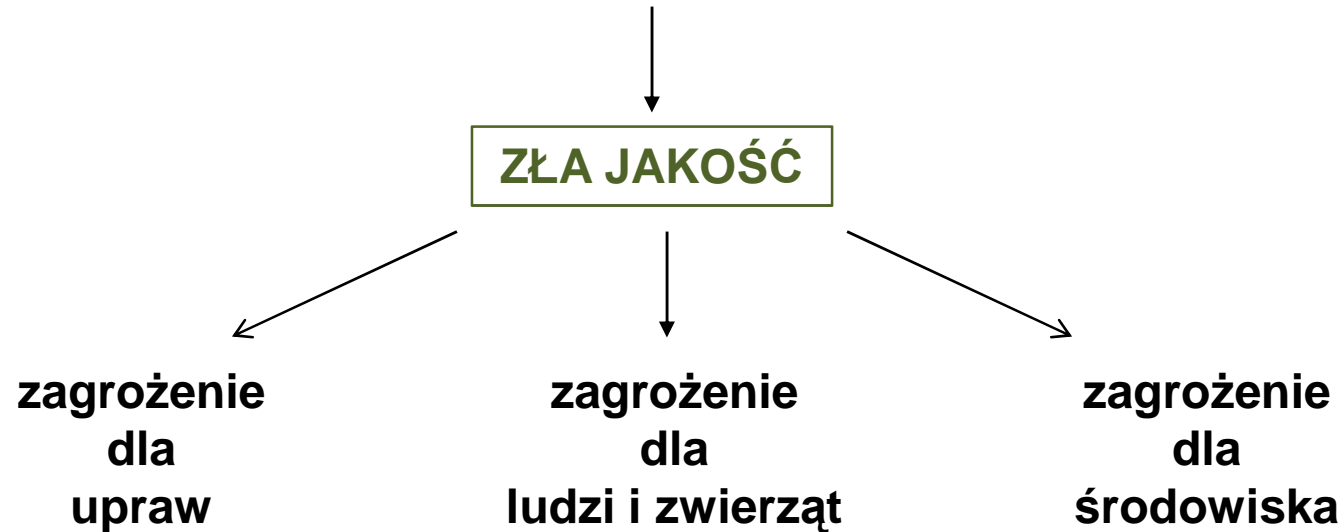 ZŁA JAKOŚĆ
zagrożenie
dla
upraw
zagrożenie
dla
ludzi i zwierząt
zagrożenie
dla
środowiska